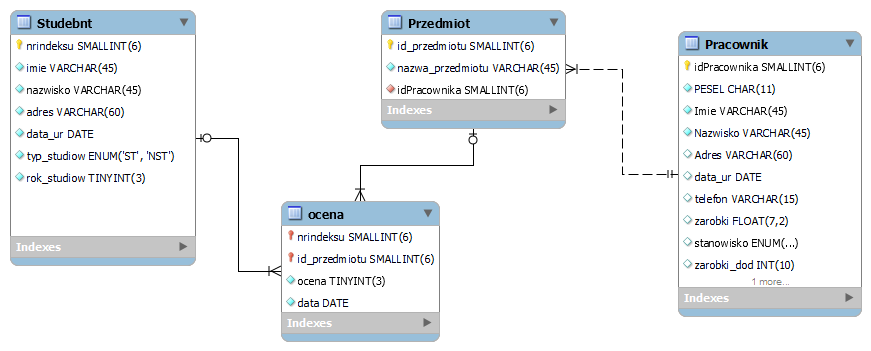 Studebnt
nrindeksu SMALLINT(6)
imie VARCHAR(45)
nazwisko VARCHAR(45)
adres VARCHAR(60)
data_ur DATE
typ_studiow ENUM('ST', 'NST')
rok_studiow TINYINT(3)
Indexes
Przedmiot
id_przedmiotu SMALLINT(6)
nazwa_przedmiotu VARCHAR(45)
idPracownika SMALLINT(6)
Indexes
ocena
nrindeksu SMALLINT(6)
id_przedmiotu SMALLINT(6)
ocena TINYINT(3)
data DATE
Indexes
Pracownik
idPracownika SMALLINT(6)
PESEL CHAR(11)
Imie VARCHAR(45)
Nazwisko VARCHAR(45)
Adres VARCHAR(60)
data_ur DATE
telefon VARCHAR(15)
zarobki FLOAT(7,2)
stanowisko ENUM(...)
zarobki_dod INT(10)
1 more...
Indexes